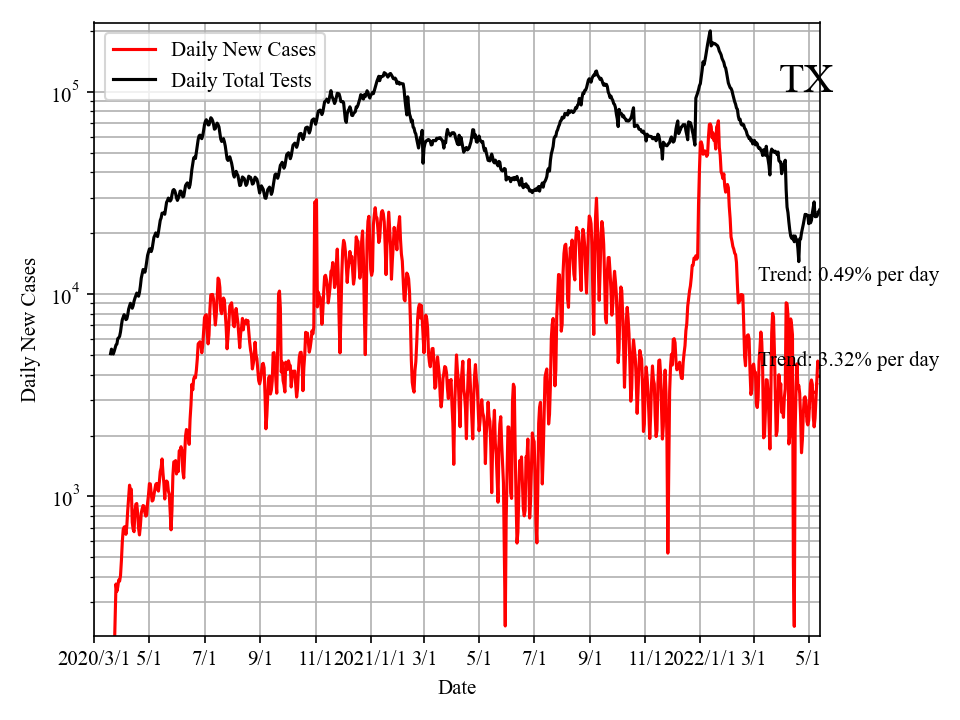 Daily New Cases
Daily Total Tests
TX
10^5
10^4
10^3
Trend: 0.49% per day
Trend: 3.32% per day
Daily New Cases
2020/3/1 5/1 7/1 9/1 11/1 2021/1/1 3/1 5/1 7/1 9/1 11/1 2022/1/1 3/1 5/1
Date